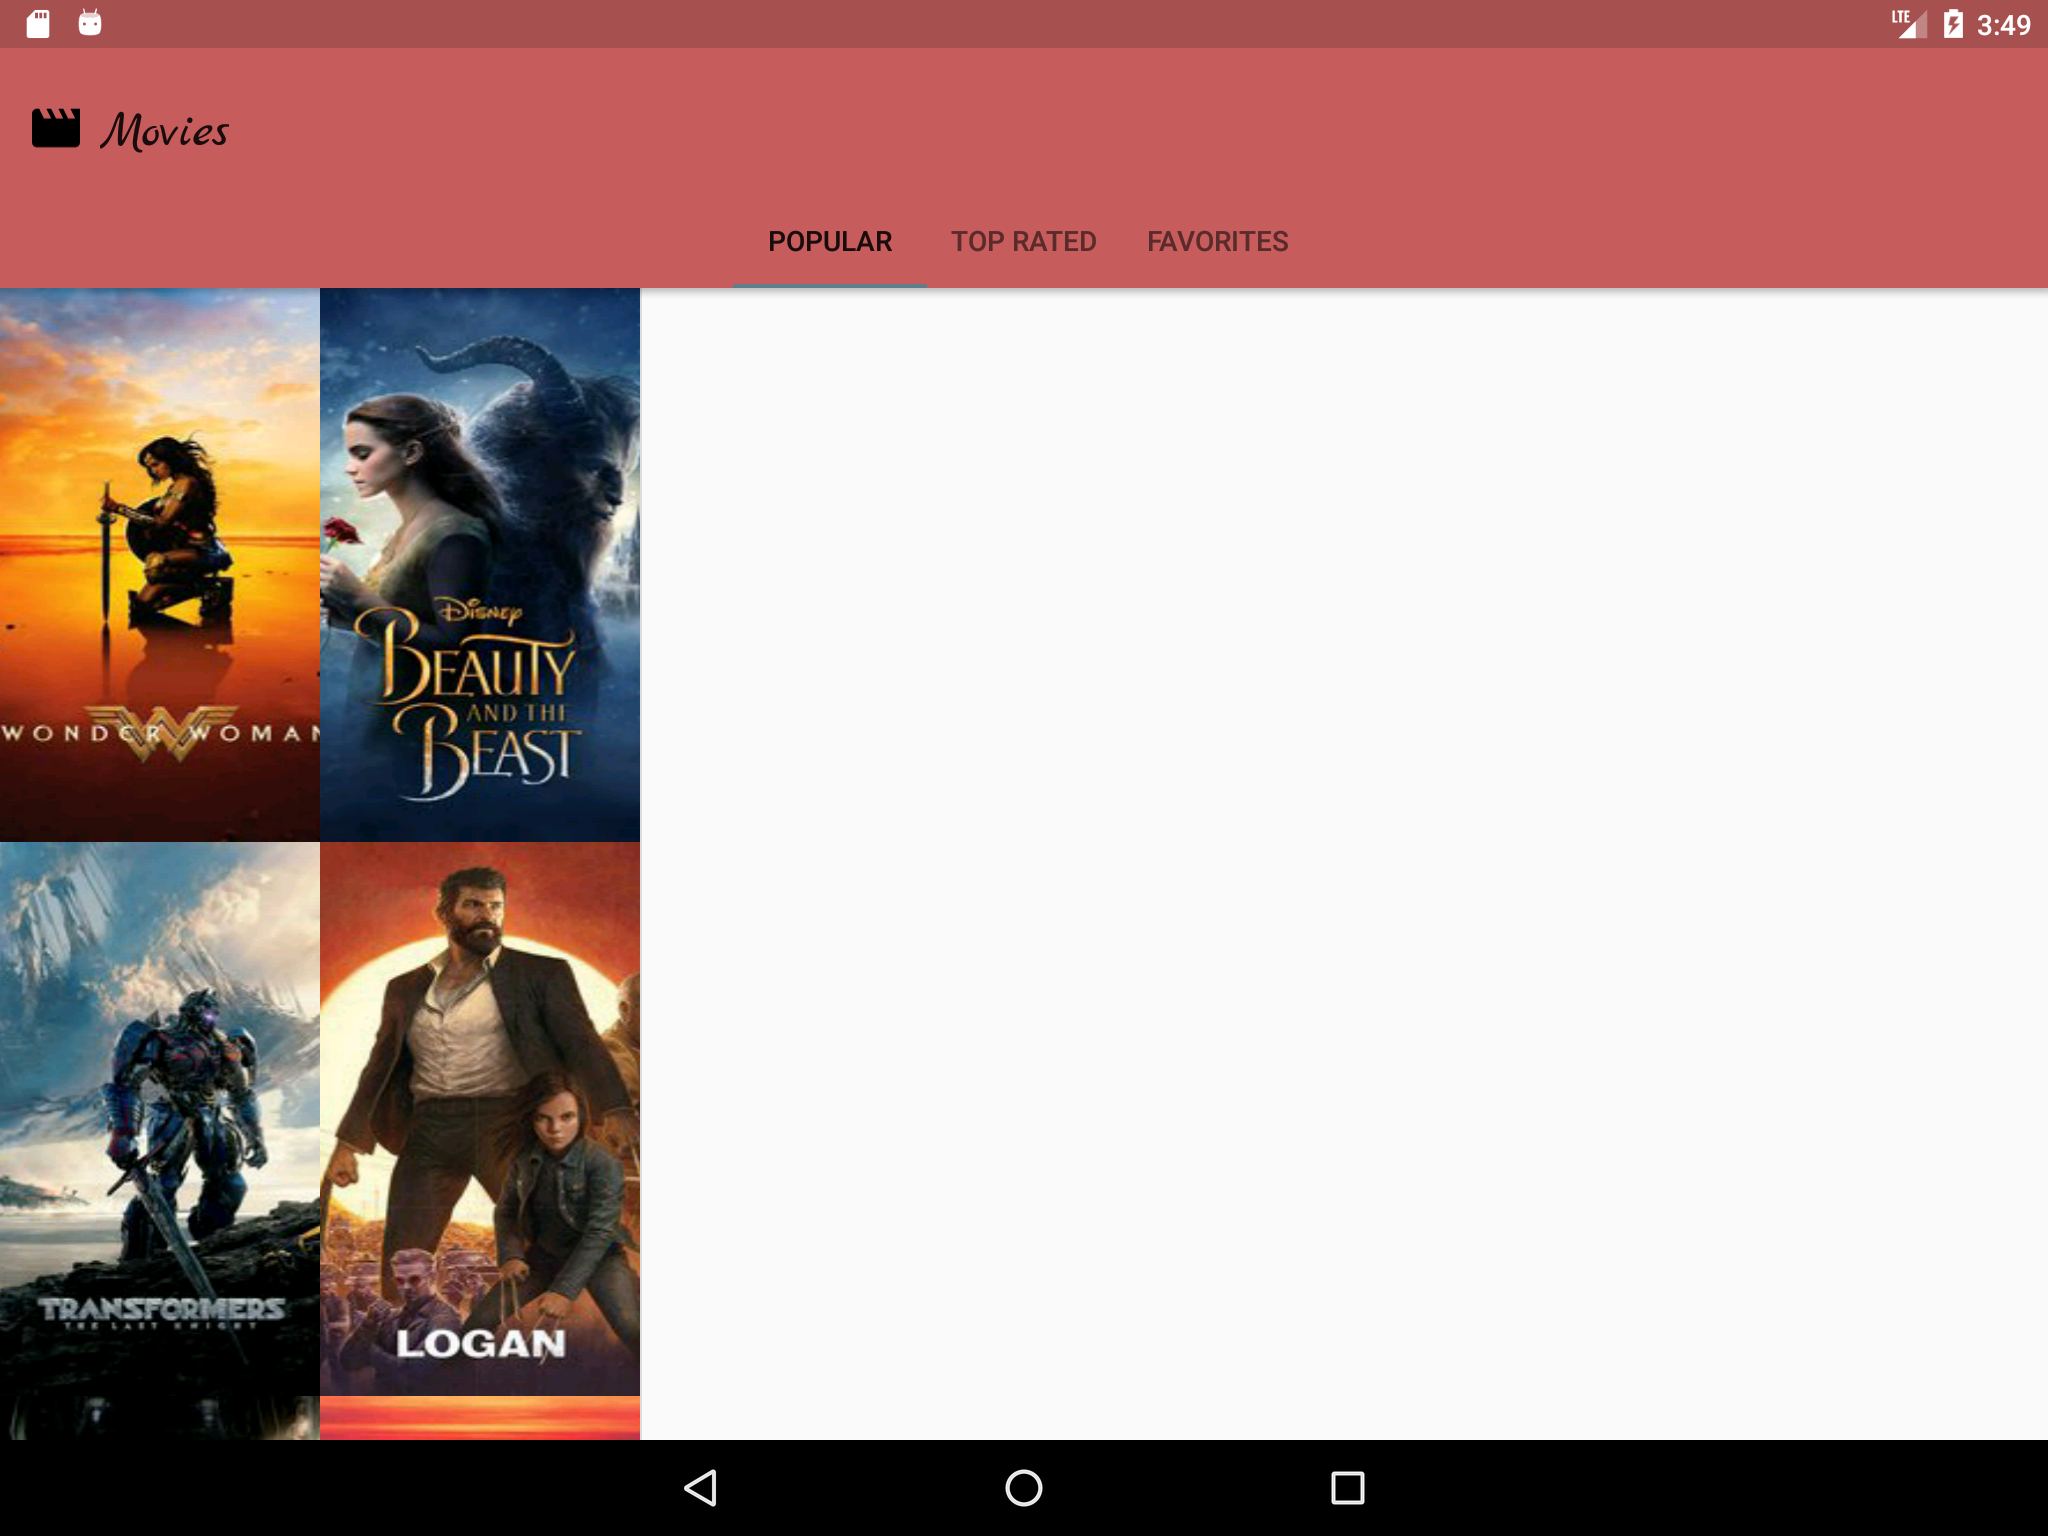 LTE 3:49
Movies
POPULAR TOP RATED FAVORITES
WONDER WOMAN
DISNEY
BEAUTY
AND THE
BEAST
TRANSFORMERS
THE LAST KNIGHT
LOGAN